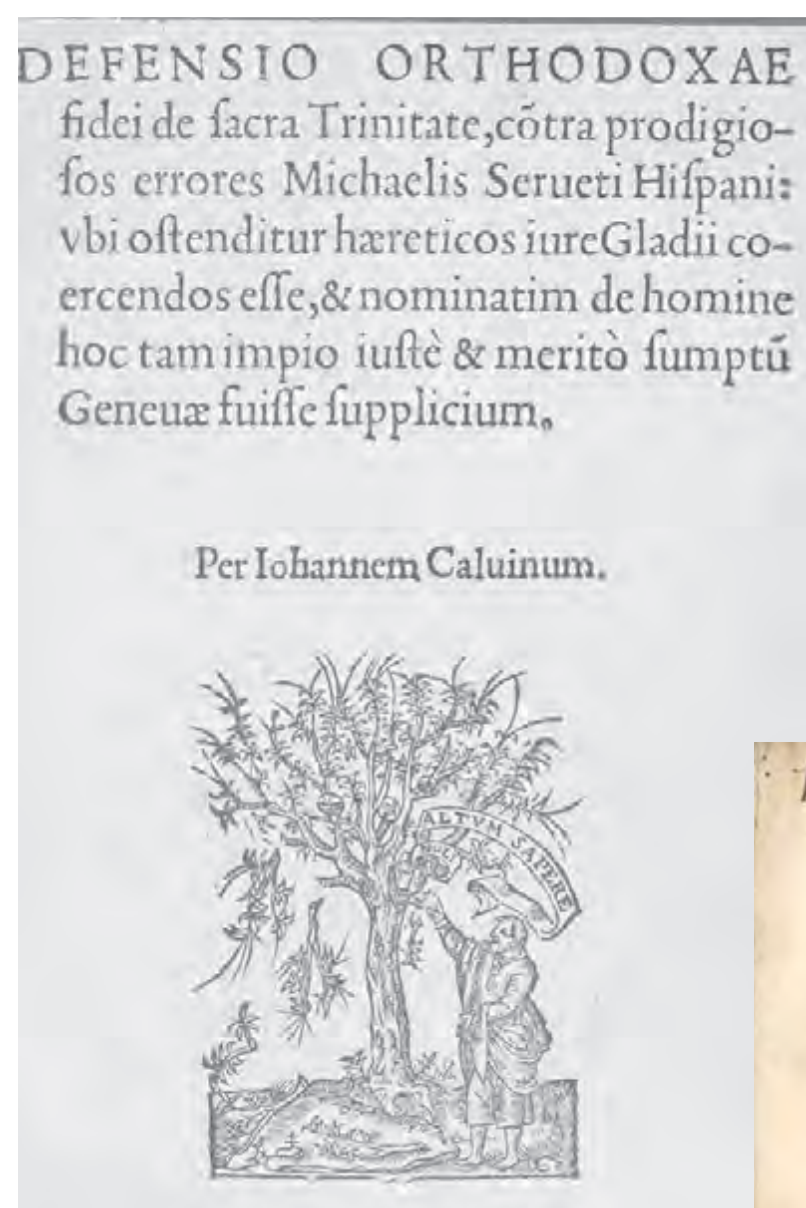 DEFENSIO ORTHODOXAE
fidei de ſacra Trinitate, cõtra prodigio-
ſos errores Michaelis Serueti Hiſpani:
vbi oſtenditur hæreticos iure Gladii co-
ercendos eſſe, & nominatim de homine
hoc tam impio iuſtè & meritò ſumptũ
Geneuæ fuiſſe ſupplicium.
Per Iohannem Caluinum.
ALTVM SAPERE